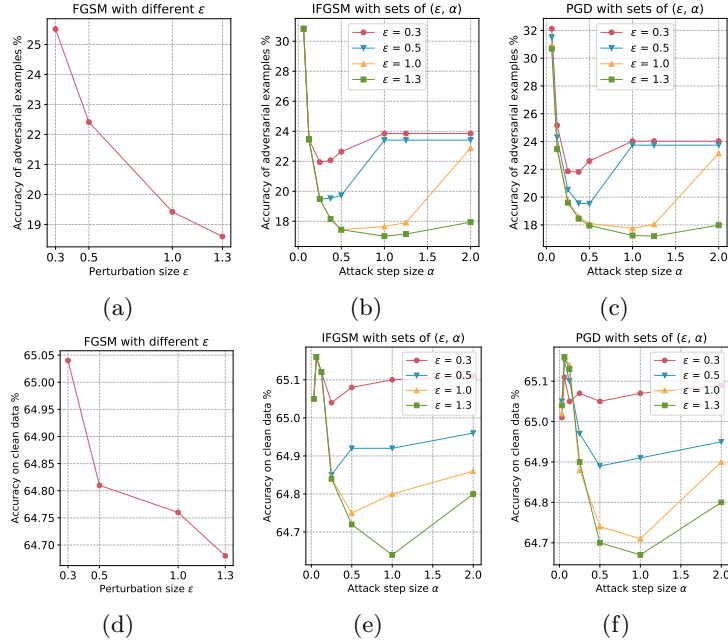 FGSM with different ε
Accuracy of adversarial examples %
25
24
23
22
21
20
19
0.3 0.5 1.0 1.3
Perturbation size ε
(a)
IFGSM with sets of (ε, α)
Accuracy of adversarial examples %
30
28
26
24
22
20
18
ε = 0.3
ε = 0.5
ε = 1.0
ε = 1.3
0.0 0.5 1.0 1.5 2.0
Attack step size α
(b)
PGD with sets of (ε, α)
Accuracy of adversarial examples %
32
30
28
26
24
22
20
18
ε = 0.3
ε = 0.5
ε = 1.0
ε = 1.3
0.0 0.5 1.0 1.5 2.0
Attack step size α
(c)
FGSM with different ε
Accuracy on clean data %
65.05
65.00
64.95
64.90
64.85
64.80
64.75
64.70
0.3 0.5 1.0 1.3
Perturbation size ε
(d)
IFGSM with sets of (ε, α)
Accuracy on clean data %
65.1
65.0
64.9
64.8
64.7
ε = 0.3
ε = 0.5
ε = 1.0
ε = 1.3
0.0 0.5 1.0 1.5 2.0
Attack step size α
(e)
PGD with sets of (ε, α)
Accuracy on clean data %
65.1
65.0
64.9
64.8
64.7
ε = 0.3
ε = 0.5
ε = 1.0
ε = 1.3
0.0 0.5 1.0 1.5 2.0
Attack step size α
(f)